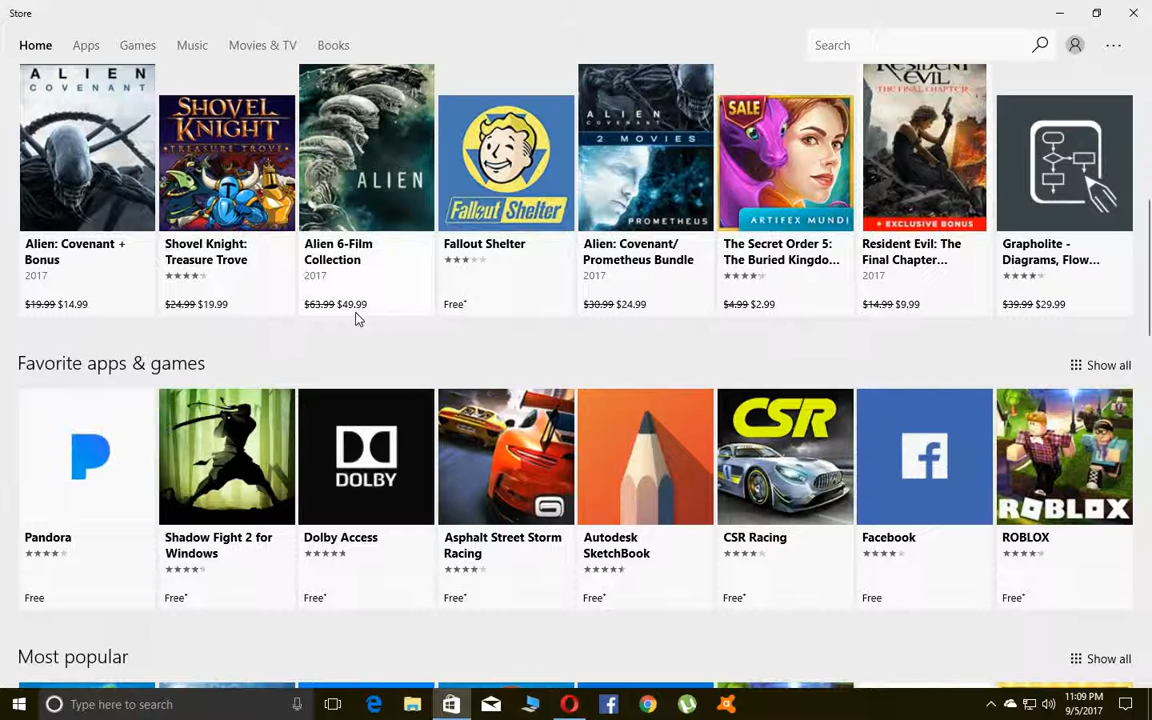 Store
Home Apps Games Music Movies & TV Books Search
ALIEN
COVENANT
SHOVEL
KNIGHT
TREASURE TROVE
ALIEN
Fallout Shelter
ALIEN
COVENANT
2 MOVIES
PROMETHEUS
SALE
ARTIFEX MUNDI
RESIDENT
EVIL
THE FINAL CHAPTER
+ EXCLUSIVE BONUS
Alien: Covenant +
Bonus
2017
$19.99 $14.99
Shovel Knight:
Treasure Trove
$24.99 $19.99
Alien 6-Film
Collection
2017
$63.99 $49.99
Fallout Shelter
Free*
Alien: Covenant/
Prometheus Bundle
2017
$30.99 $24.99
The Secret Order 5:
The Buried Kingdo...
$4.99 $2.99
Resident Evil: The
Final Chapter...
2017
$14.99 $9.99
Grapholite -
Diagrams, Flow...
$39.99 $29.99
Favorite apps & games
Show all
DOLBY
CSR
ROBLOX
Pandora
Free
Shadow Fight 2 for
Windows
Free*
Dolby Access
Free*
Asphalt Street Storm
Racing
Free*
Autodesk
SketchBook
Free*
CSR Racing
Free*
Facebook
Free
ROBLOX
Free*
Most popular
Show all
Type here to search
11:09 PM
9/5/2017